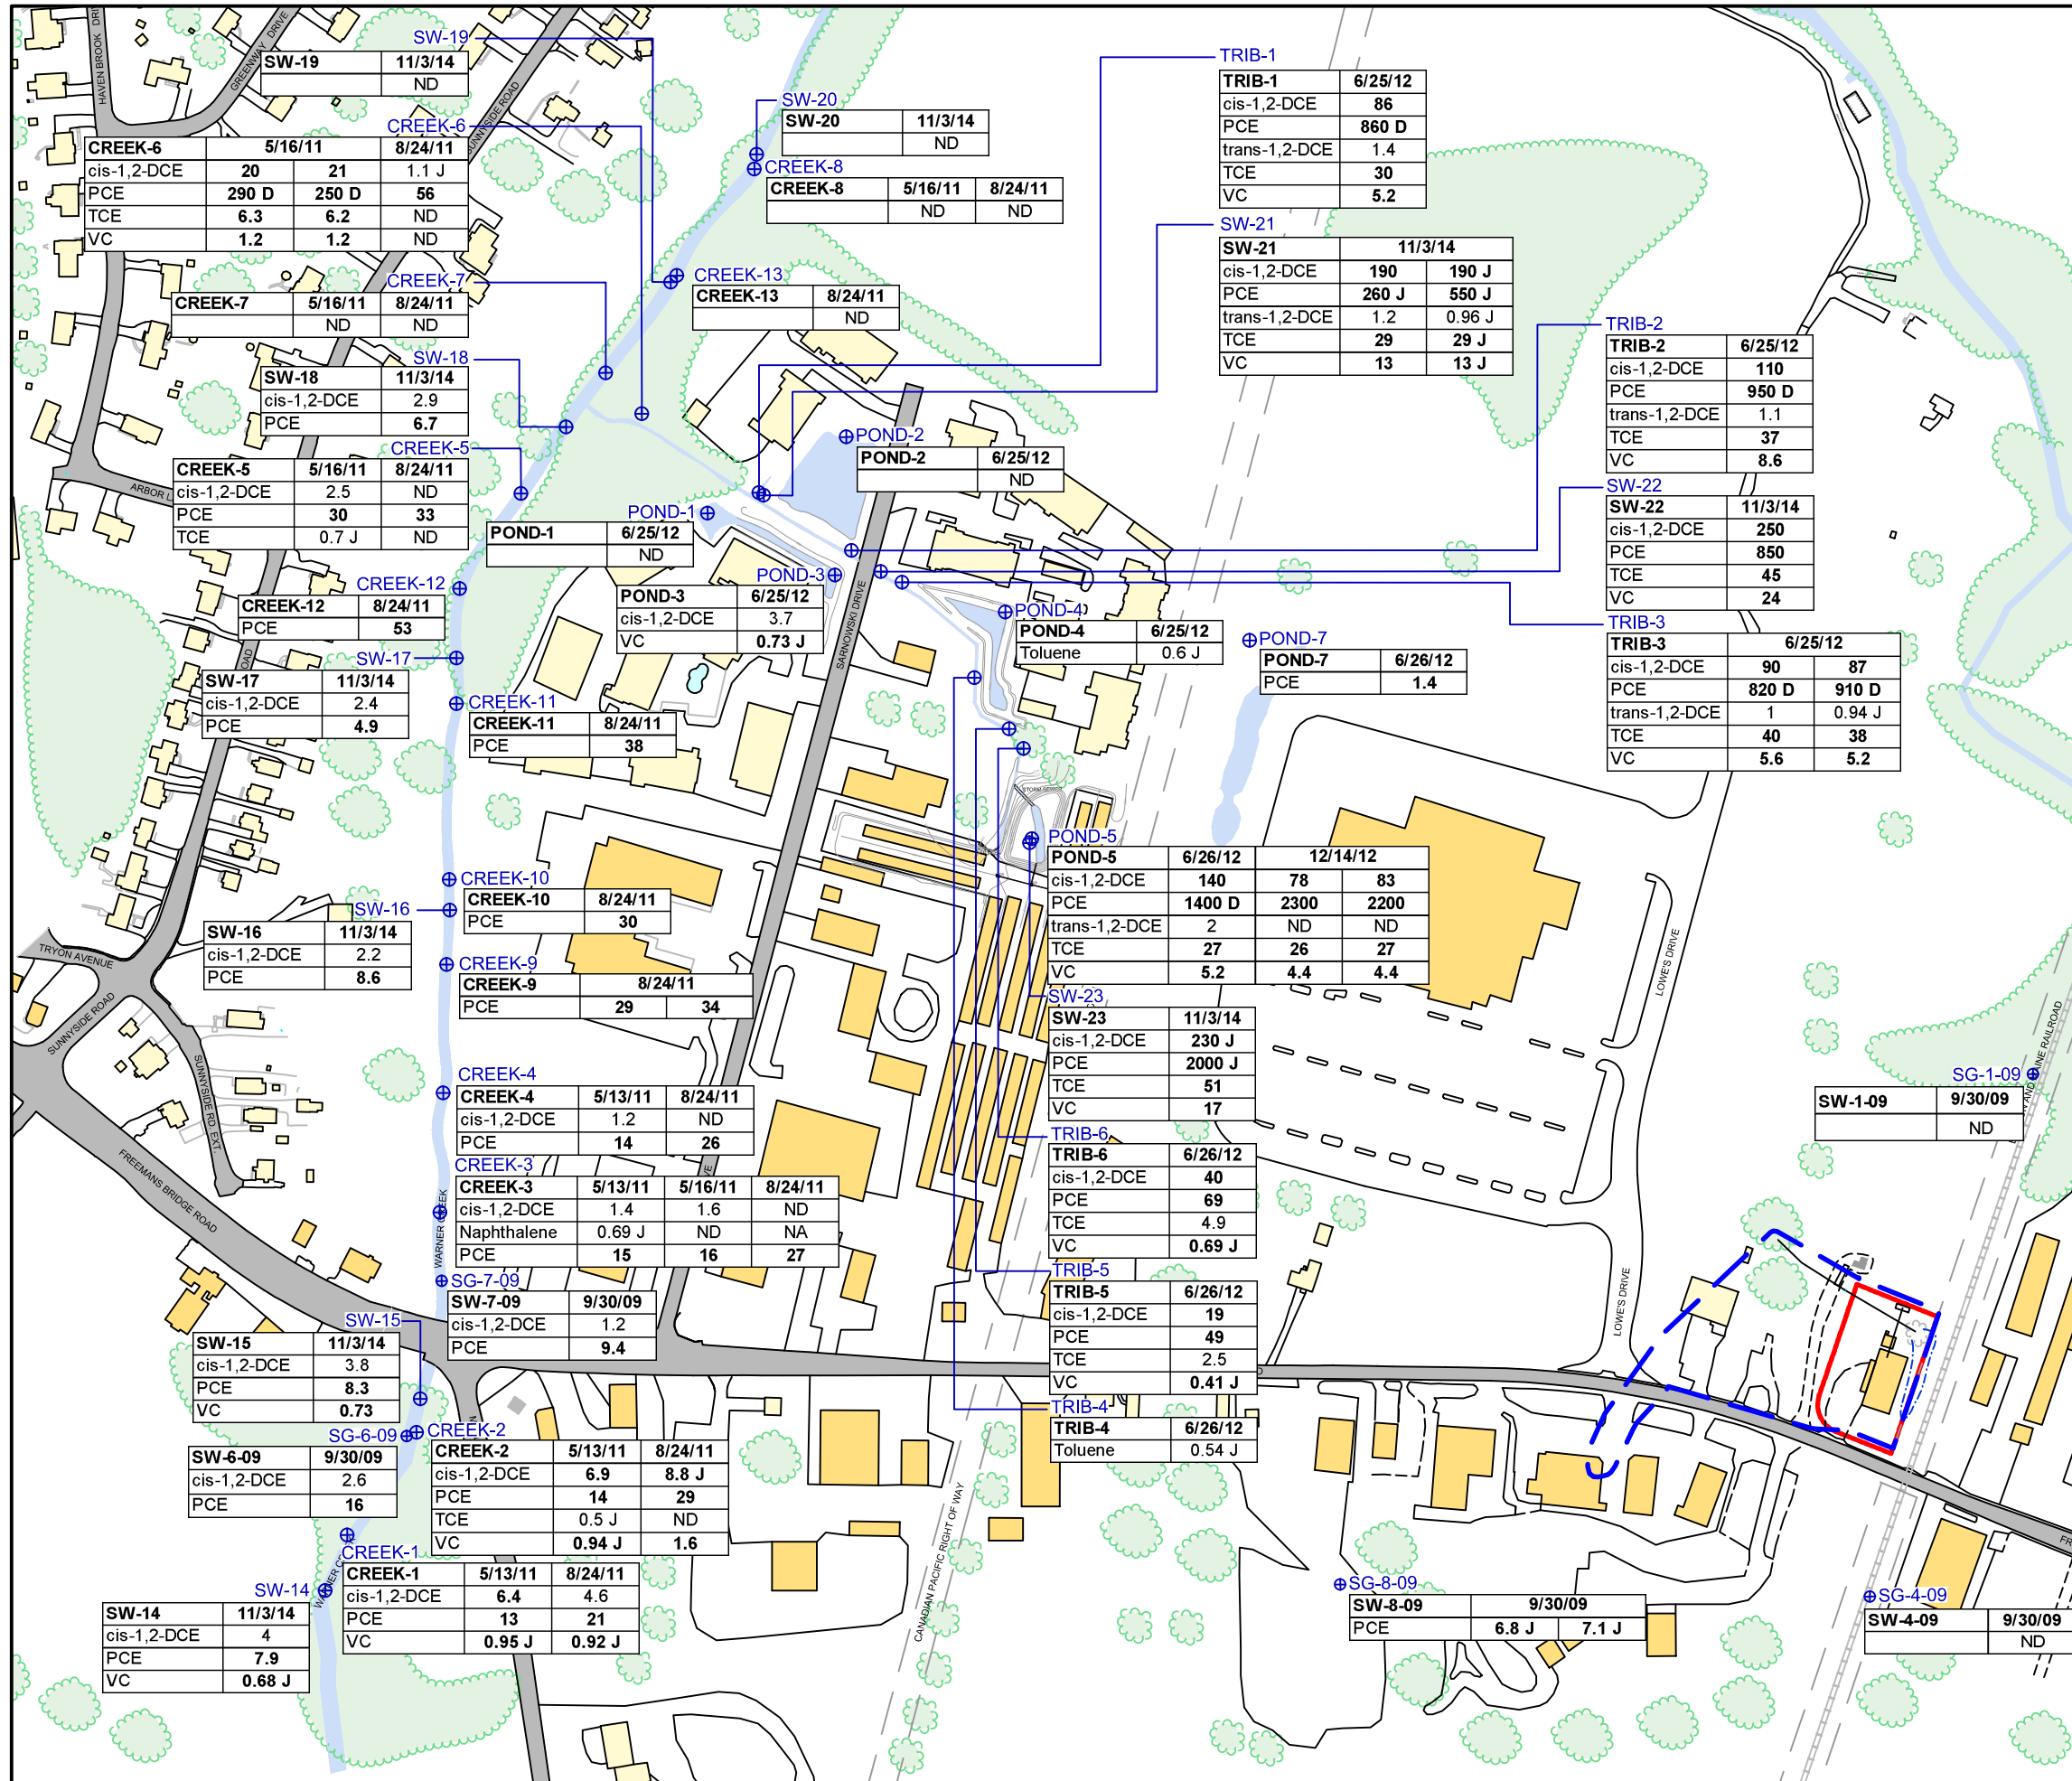 SW-19
SW-19 11/3/14
ND
HAVEN BROOK DRI
GREENWAY DRIVE
SUNNYSIDE ROAD
CREEK-6
CREEK-6 5/16/11 8/24/11
cis-1,2-DCE 20 21 1.1 J
PCE 290 D 250 D 56
TCE 6.3 6.2 ND
VC 1.2 1.2 ND
SW-20
SW-20 11/3/14
ND
CREEK-8
CREEK-8 5/16/11 8/24/11
ND ND
TRIB-1
TRIB-1 6/25/12
cis-1,2-DCE 86
PCE 860 D
trans-1,2-DCE 1.4
TCE 30
VC 5.2
SW-21
SW-21 11/3/14
cis-1,2-DCE 190 190 J
PCE 260 J 550 J
trans-1,2-DCE 1.2 0.96 J
TCE 29 29 J
VC 13 13 J
CREEK-7
CREEK-7 5/16/11 8/24/11
ND ND
CREEK-13
CREEK-13 8/24/11
ND
SW-18
SW-18 11/3/14
cis-1,2-DCE 2.9
PCE 6.7
TRIB-2
TRIB-2 6/25/12
cis-1,2-DCE 110
PCE 950 D
trans-1,2-DCE 1.1
TCE 37
VC 8.6
CREEK-5
CREEK-5 5/16/11 8/24/11
cis-1,2-DCE 2.5 ND
PCE 30 33
TCE 0.7 J ND
ARBOR L
POND-2
POND-2 6/25/12
ND
SW-22
SW-22 11/3/14
cis-1,2-DCE 250
PCE 850
TCE 45
VC 24
POND-1
POND-1 6/25/12
ND
POND-3
POND-3 6/25/12
cis-1,2-DCE 3.7
VC 0.73 J
SARNOWSKI DRIVE
CREEK-12
CREEK-12 8/24/11
PCE 53
OAD
POND-4
POND-4 6/25/12
Toluene 0.6 J
POND-7
POND-7 6/26/12
PCE 1.4
TRIB-3
TRIB-3 6/25/12
cis-1,2-DCE 90 87
PCE 820 D 910 D
trans-1,2-DCE 1 0.94 J
TCE 40 38
VC 5.6 5.2
SW-17
SW-17 11/3/14
cis-1,2-DCE 2.4
PCE 4.9
CREEK-11
CREEK-11 8/24/11
PCE 38
STORM SEWER
POND-5
POND-5 6/26/12 12/14/12
cis-1,2-DCE 140 78 83
PCE 1400 D 2300 2200
trans-1,2-DCE 2 ND ND
TCE 27 26 27
VC 5.2 4.4 4.4
CREEK-10
CREEK-10 8/24/11
PCE 30
SW-16
SW-16 11/3/14
cis-1,2-DCE 2.2
PCE 8.6
TRYON AVENUE
SUNNYSIDE ROAD
SUNNYSIDE RD. EXT.
CREEK-9
CREEK-9 8/24/11
PCE 29 34
LOWE'S DRIVE
SW-23
SW-23 11/3/14
cis-1,2-DCE 230 J
PCE 2000 J
TCE 51
VC 17
CREEK-4
CREEK-4 5/13/11 8/24/11
cis-1,2-DCE 1.2 ND
PCE 14 26
SG-1-09
SW-1-09 9/30/09
ND
N AND
INE RAILROAD
FREEMANS BRIDGE ROAD
TRIB-6
TRIB-6 6/26/12
cis-1,2-DCE 40
PCE 69
TCE 4.9
VC 0.69 J
CREEK-3
CREEK-3 5/13/11 5/16/11 8/24/11
cis-1,2-DCE 1.4 1.6 ND
Naphthalene 0.69 J ND NA
PCE 15 16 27
VE
WARNER CREEK
SG-7-09
SW-7-09 9/30/09
cis-1,2-DCE 1.2
PCE 9.4
TRIB-5
TRIB-5 6/26/12
cis-1,2-DCE 19
PCE 49
TCE 2.5
VC 0.41 J
LOWE'S DRIVE
SW-15
SW-15 11/3/14
cis-1,2-DCE 3.8
PCE 8.3
VC 0.73
TRIB-4
TRIB-4 6/26/12
Toluene 0.54 J
SG-6-09
SW-6-09 9/30/09
cis-1,2-DCE 2.6
PCE 16
CREEK-2
CREEK-2 5/13/11 8/24/11
cis-1,2-DCE 6.9 8.8 J
PCE 14 29
TCE 0.5 J ND
VC 0.94 J 1.6
CANADIAN PACIFIC RIGHT OF WAY
CREEK-1
CREEK-1 5/13/11 8/24/11
cis-1,2-DCE 6.4 4.6
PCE 13 21
VC 0.95 J 0.92 J
SW-14
SW-14 11/3/14
cis-1,2-DCE 4
PCE 7.9
VC 0.68 J
SG-8-09
SW-8-09 9/30/09
PCE 6.8 J 7.1 J
SG-4-09
SW-4-09 9/30/09
ND
FR